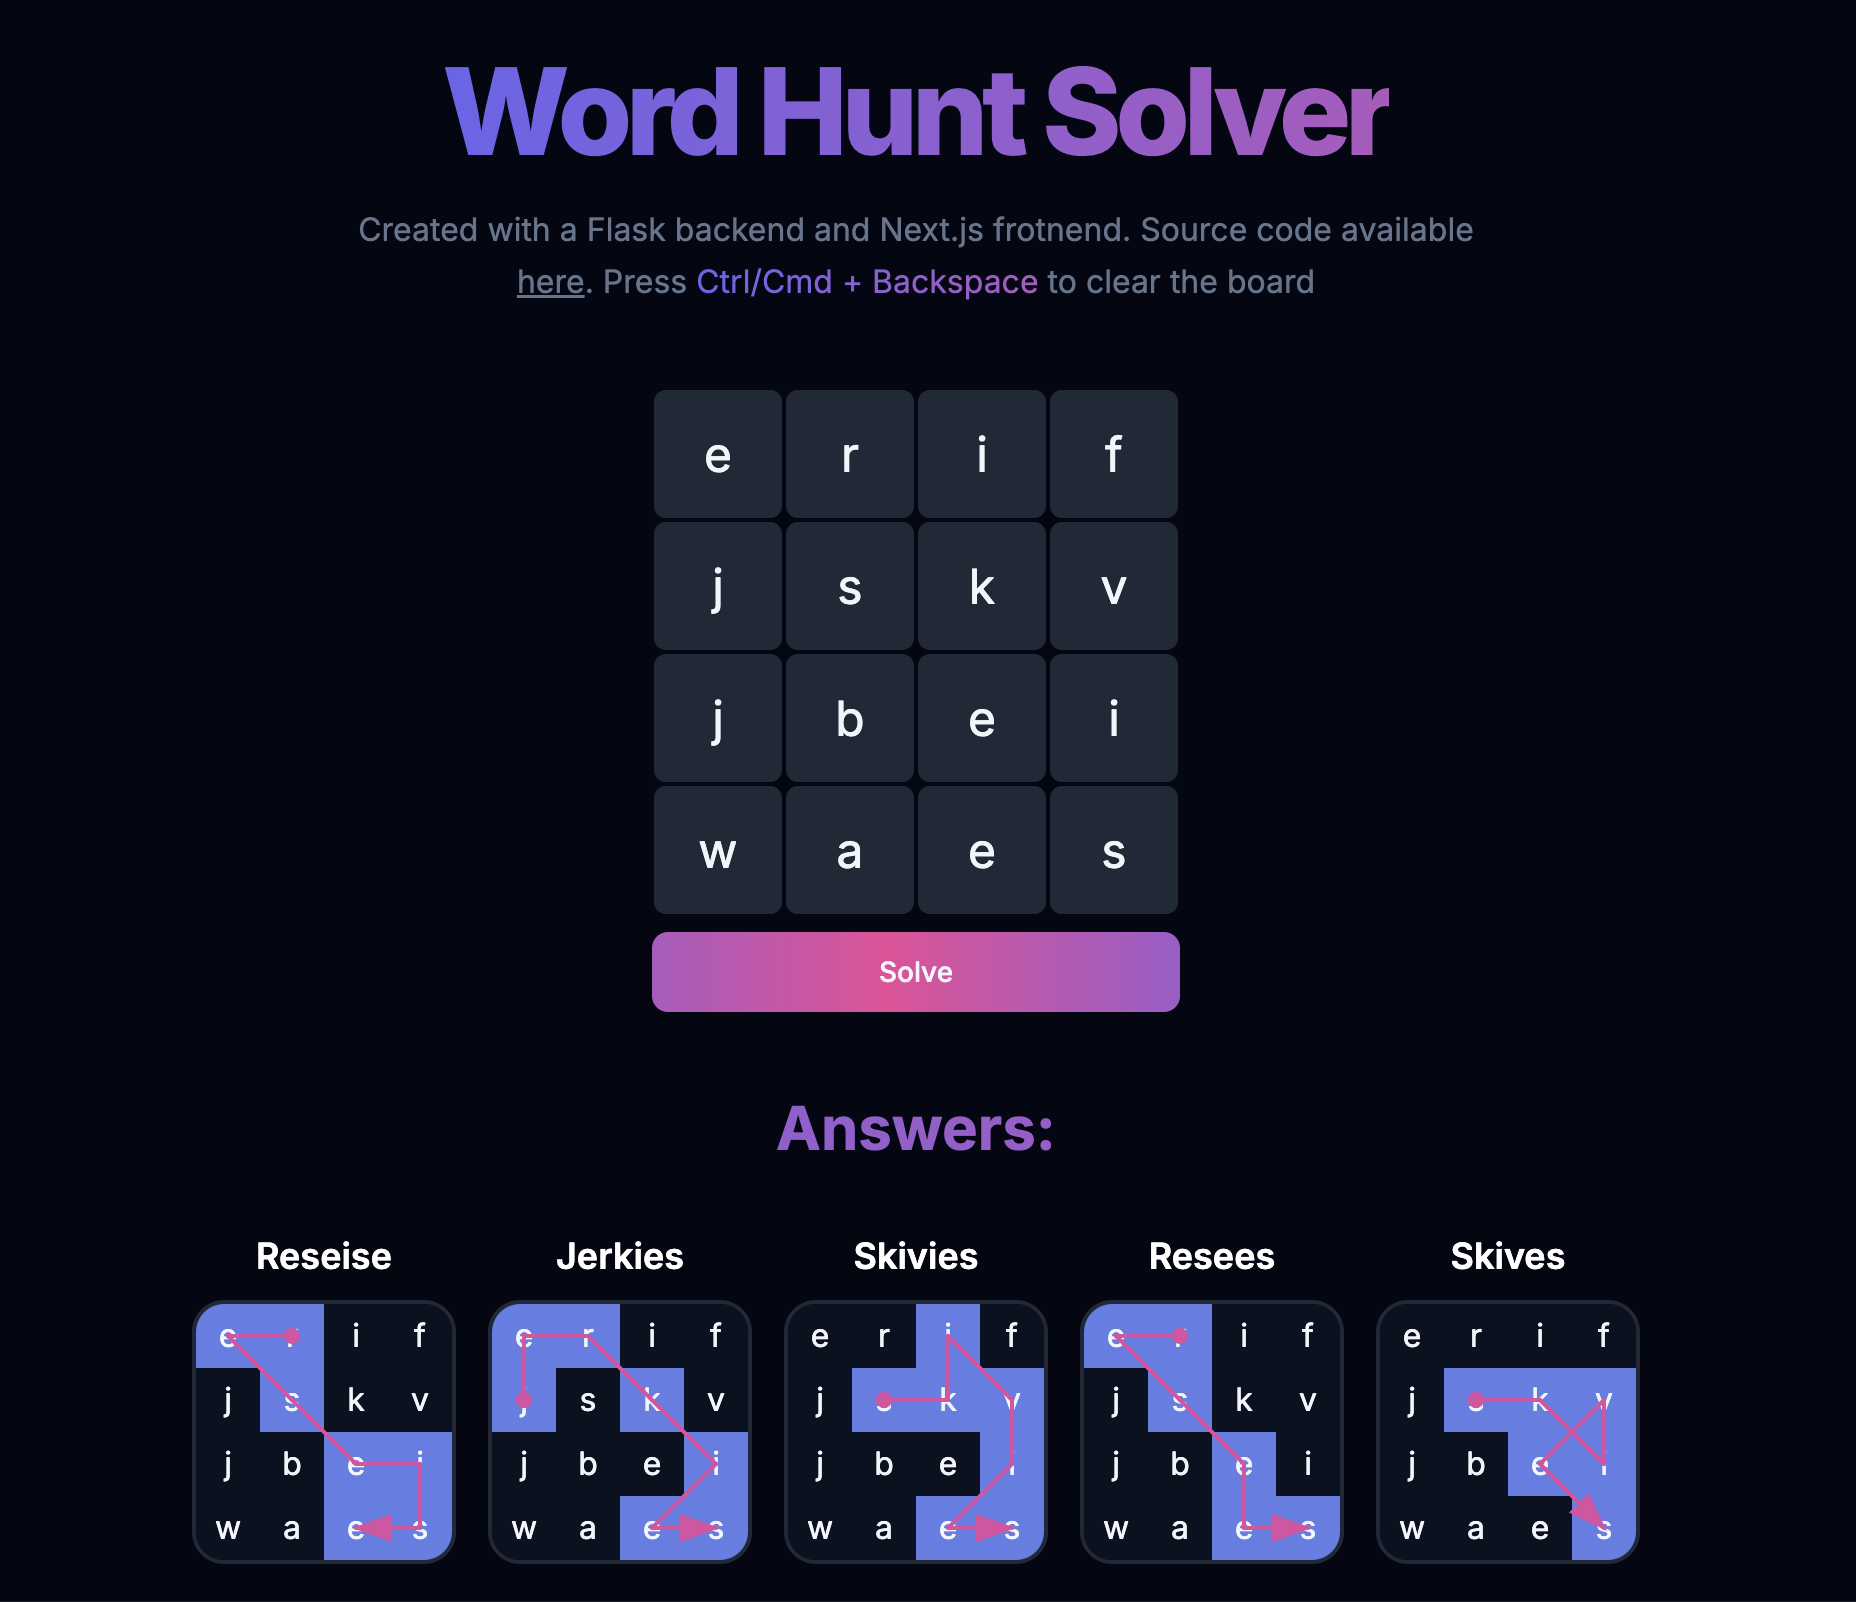 Word Hunt Solver
Created with a Flask backend and Next.js frotnend. Source code available
here. Press Ctrl/Cmd + Backspace to clear the board
e r i f
j s k v
j b e i
w a e s
Solve
Answers:
Reseise Jerkies Skivies Resees Skives
e r i f e r i f e r i f e r i f e r i f
j s k v j s k v j s k v j s k v j s k v
j b e i j b e i j b e i j b e i j b e i
w a e s w a e s w a e s w a e s w a e s